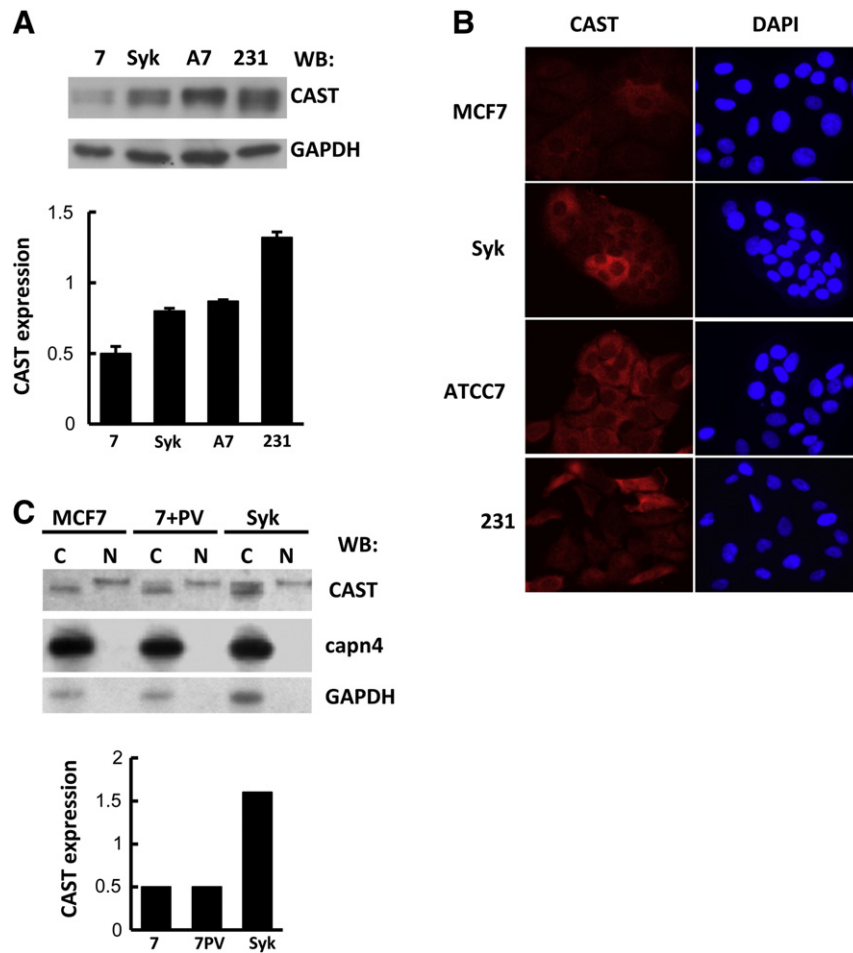 A
7 Syk A7 231 WB:
CAST
GAPDH
CAST expression
1.5
1
0.5
0
7 Syk A7 231
B
CAST DAPI
MCF7
Syk
ATCC7
231
C
MCF7 7+PV Syk
C N C N C N WB:
CAST
capn4
GAPDH
CAST expression
2
1.5
1
0.5
0
7 7PV Syk